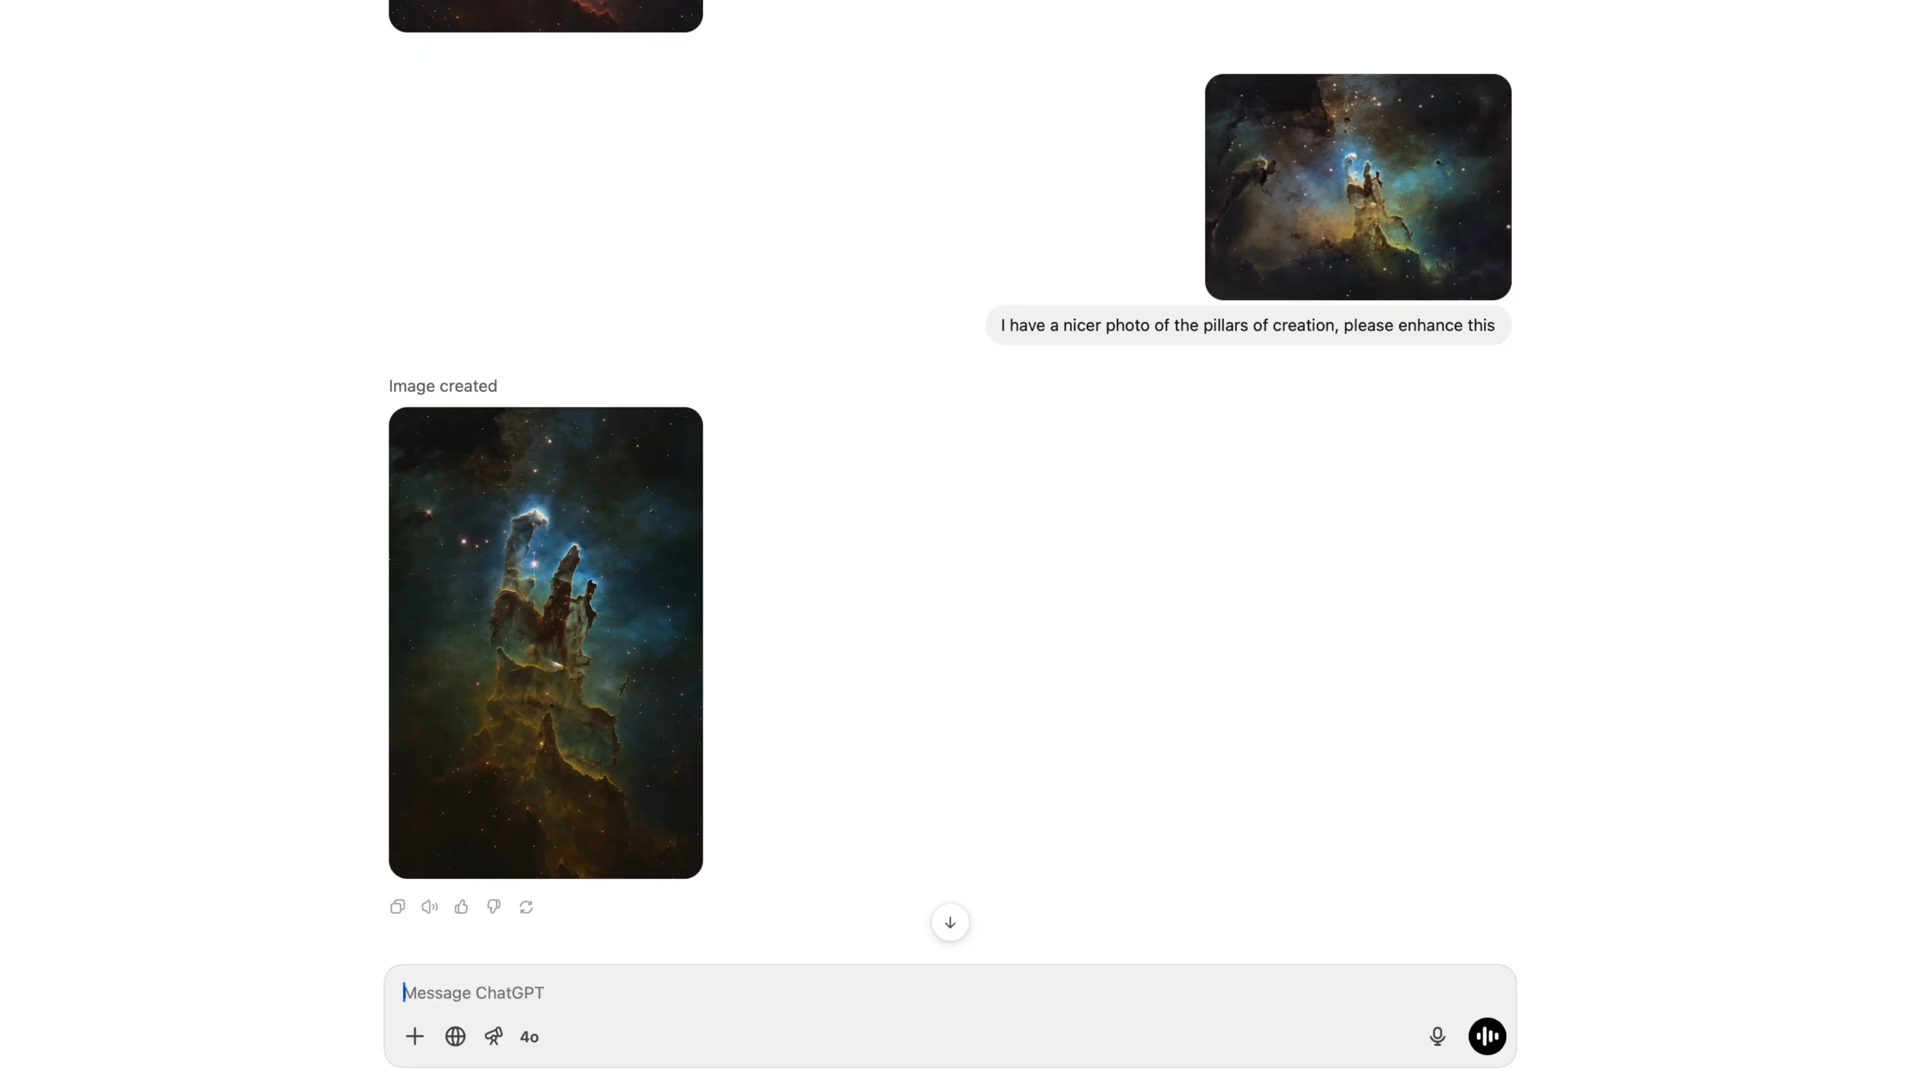 I have a nicer photo of the pillars of creation, please enhance this
Image created
Message ChatGPT
4o